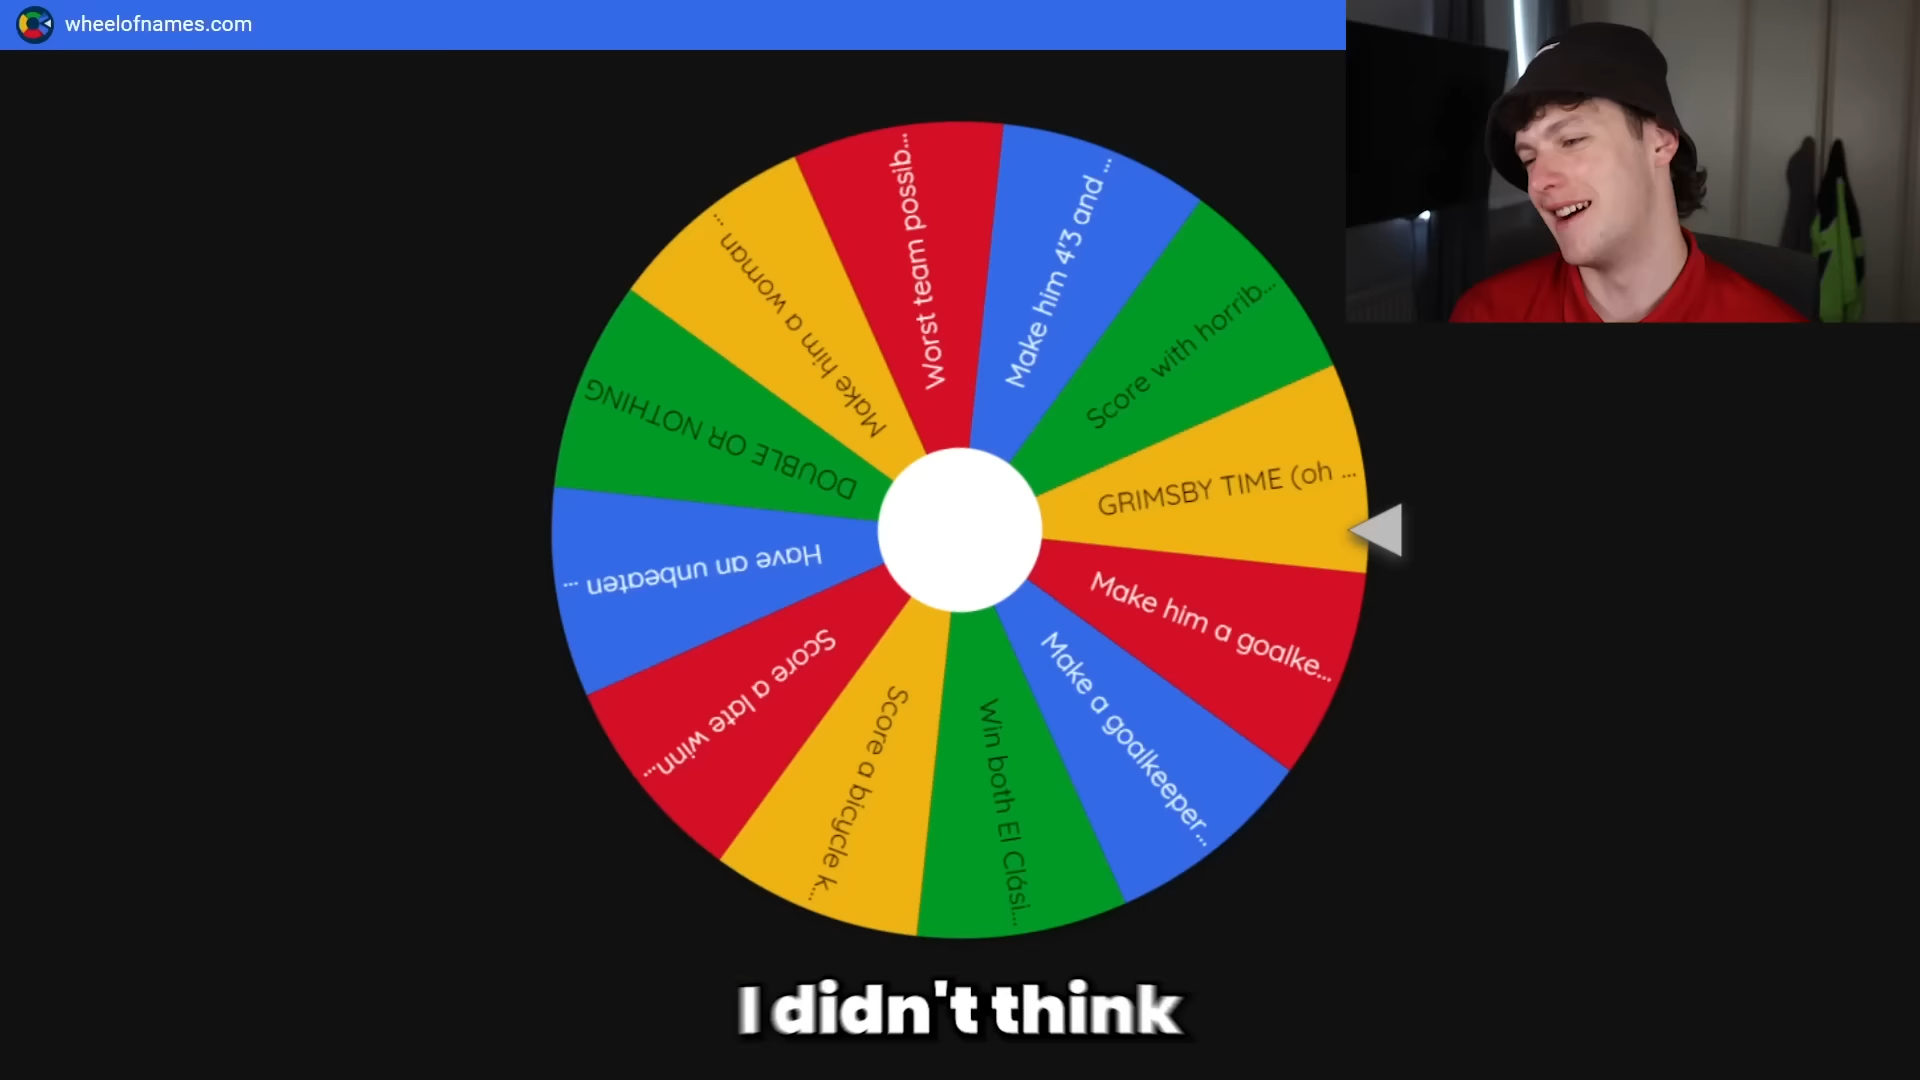 wheelofnames.com
Worst team possib...
Make him 4'3 and ...
Score with horrib...
GRIMSBY TIME (oh ...
Make him a goalke...
Make a goalkeeper...
Win both El Clási...
Score a bicycle k...
Score a late winn...
Have an unbeaten ...
DOUBLE OR NOTHING
Make him a woman ...
I didn't think